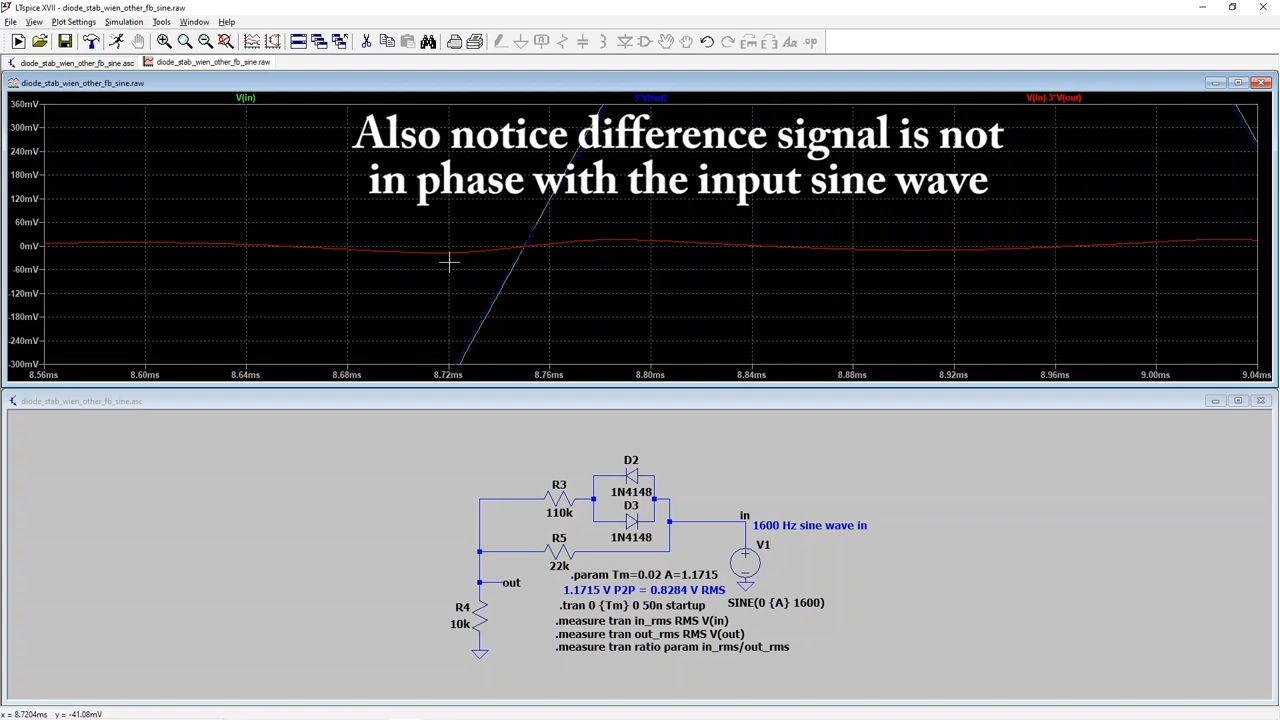 LTspice XVII - diode_stab_wien_other_fb_sine.raw
File View Plot Settings Simulation Tools Window Help
diode_stab_wien_other_fb_sine.asc diode_stab_wien_other_fb_sine.raw
diode_stab_wien_other_fb_sine.raw
V(in) 3*V(out) V(in)-3*V(out)
360mV
300mV
240mV
180mV
120mV
60mV
0mV
-60mV
-120mV
-180mV
-240mV
-300mV
Also notice difference signal is not
in phase with the input sine wave
8.56ms 8.60ms 8.64ms 8.68ms 8.72ms 8.76ms 8.80ms 8.84ms 8.88ms 8.92ms 8.96ms 9.00ms 9.04ms
diode_stab_wien_other_fb_sine.asc
D2
1N4148
R3
110k
D3
1N4148
in
1600 Hz sine wave in
R5
22k
V1
out
.param Tm=0.02 A=1.1715
1.1715 V P2P = 0.8284 V RMS
SINE(0 {A} 1600)
R4
10k
.tran 0 {Tm} 0 50n startup
.measure tran in_rms RMS V(in)
.measure tran out_rms RMS V(out)
.measure tran ratio param in_rms/out_rms
x = 8.7204ms y = -41.08mV